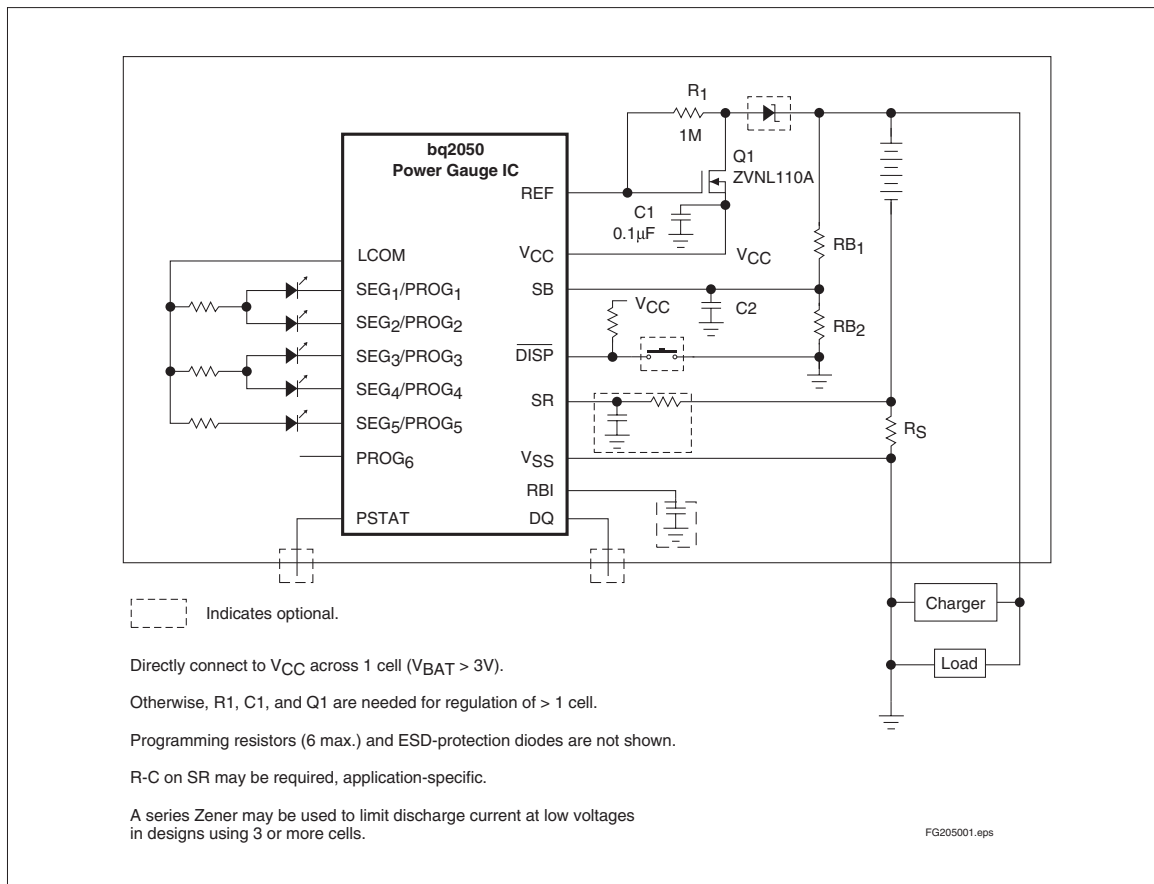 bq2050
Power Gauge IC
REF
VCC
SB
DISP
SR
VSS
RBI
DQ
LCOM
SEG1/PROG1
SEG2/PROG2
SEG3/PROG3
SEG4/PROG4
SEG5/PROG5
PROG6
PSTAT
R1
1M
Q1
ZVNL110A
C1
0.1µF
VCC
C2
VCC
RB1
RB2
RS
Charger
Load
Indicates optional.
Directly connect to VCC across 1 cell (VBAT > 3V).
Otherwise, R1, C1, and Q1 are needed for regulation of > 1 cell.
Programming resistors (6 max.) and ESD-protection diodes are not shown.
R-C on SR may be required, application-specific.
A series Zener may be used to limit discharge current at low voltages
in designs using 3 or more cells.
FG205001.eps